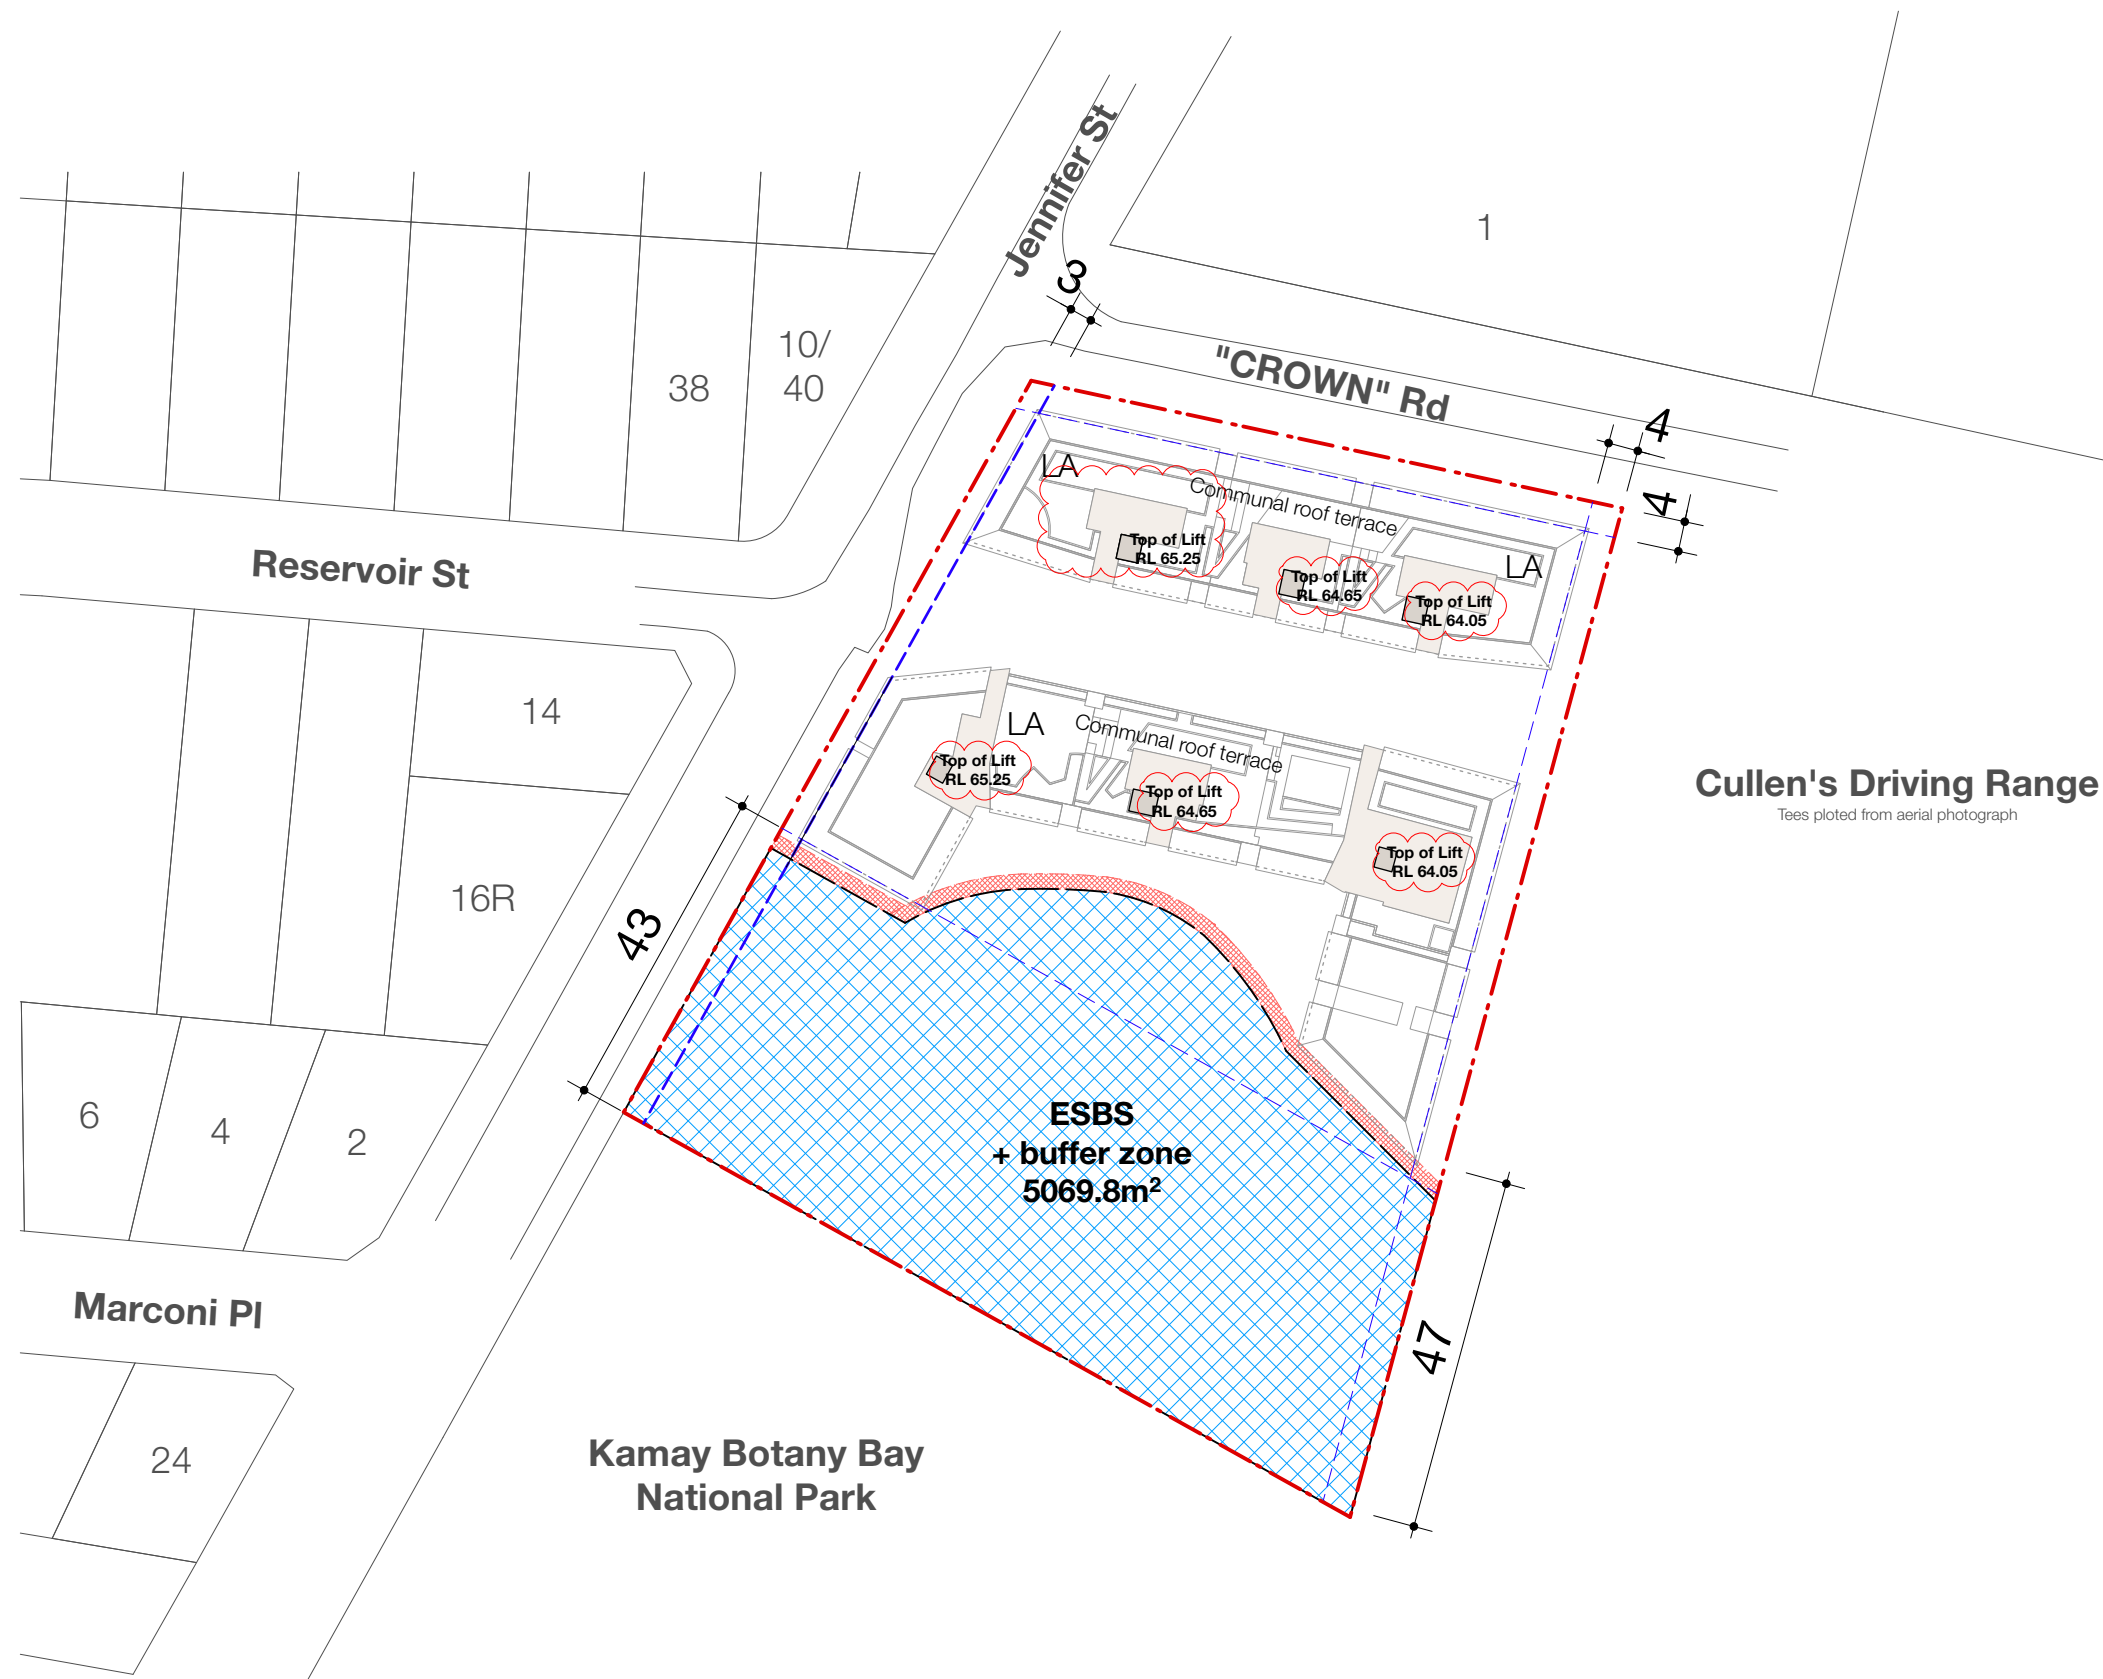 Jennifer St
1
3
"CROWN" Rd
10/
40
38
4
4
LA
Communal roof terrace
Top of Lift
RL 65.25
Top of Lift
RL 64.65
LA
Top of Lift
RL 64.05
Reservoir St
14
LA
Communal roof terrace
Top of Lift
RL 65.25
Top of Lift
RL 64.65
Top of Lift
RL 64.05
Cullen's Driving Range
Tees ploted from aerial photograph
16R
43
6
4
2
ESBS
+ buffer zone
5069.8m²
Marconi Pl
47
24
Kamay Botany Bay
National Park